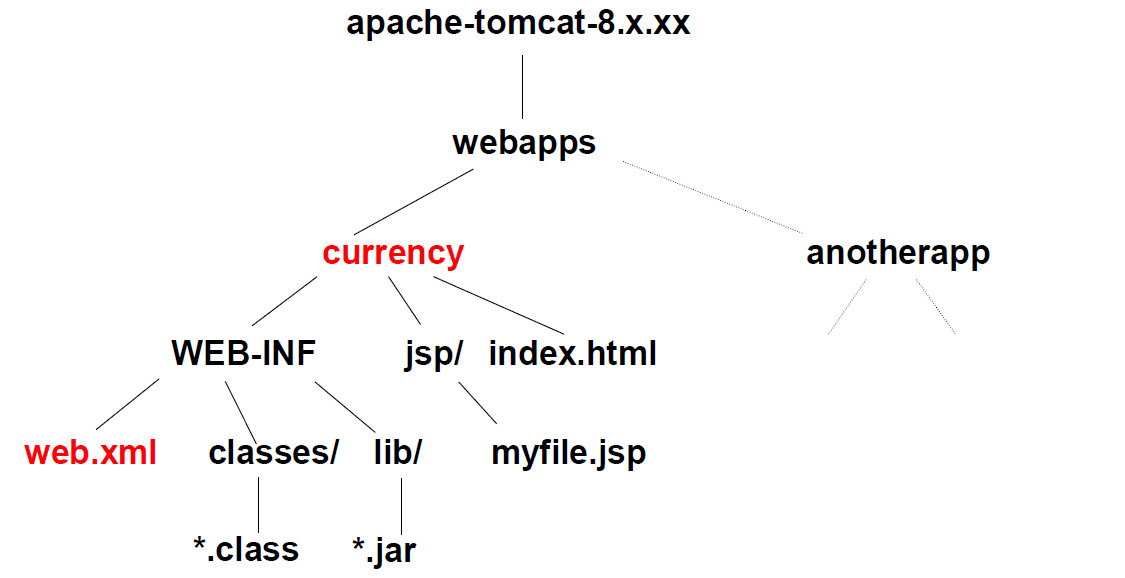 apache-tomcat-8.x.xx
webapps
currency
anotherapp
WEB-INF
jsp/
index.html
web.xml
classes/
lib/
myfile.jsp
*.class
*.jar